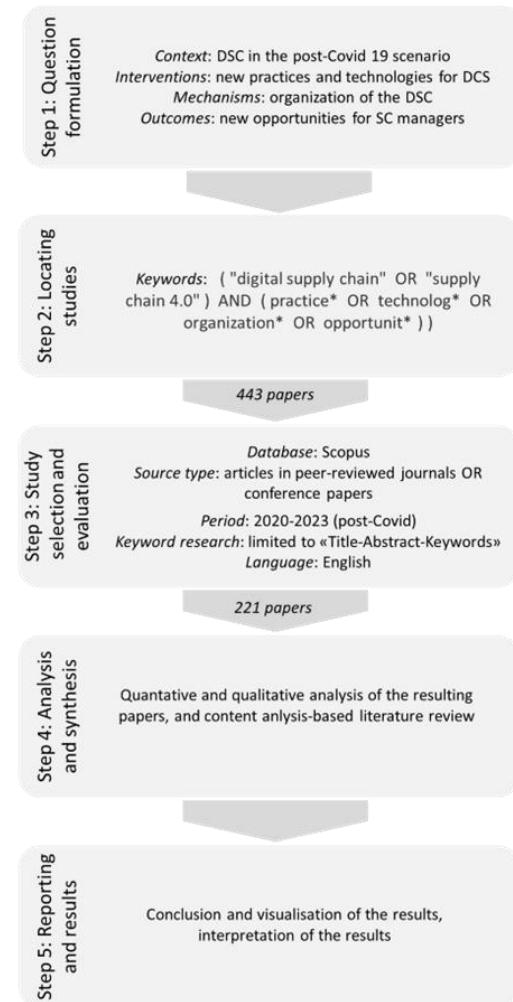 Step 1: Question
formulation
Context: DSC in the post-Covid 19 scenario
Interventions: new practices and technologies for DCS
Mechanisms: organization of the DSC
Outcomes: new opportunities for SC managers
Step 2: Locating
studies
Keywords: ( "digital supply chain" OR "supply
chain 4.0" ) AND ( practice* OR technolog* OR
organization* OR opportunit* ) )
443 papers
Step 3: Study
selection and
evaluation
Database: Scopus
Source type: articles in peer-reviewed journals OR
conference papers
Period: 2020-2023 (post-Covid)
Keyword research: limited to «Title-Abstract-Keywords»
Language: English
221 papers
Step 4: Analysis
and synthesis
Quantative and qualitative analysis of the resulting
papers, and content anlysis-based literature review
Step 5: Reporting
and results
Conclusion and visualisation of the results,
interpretation of the results